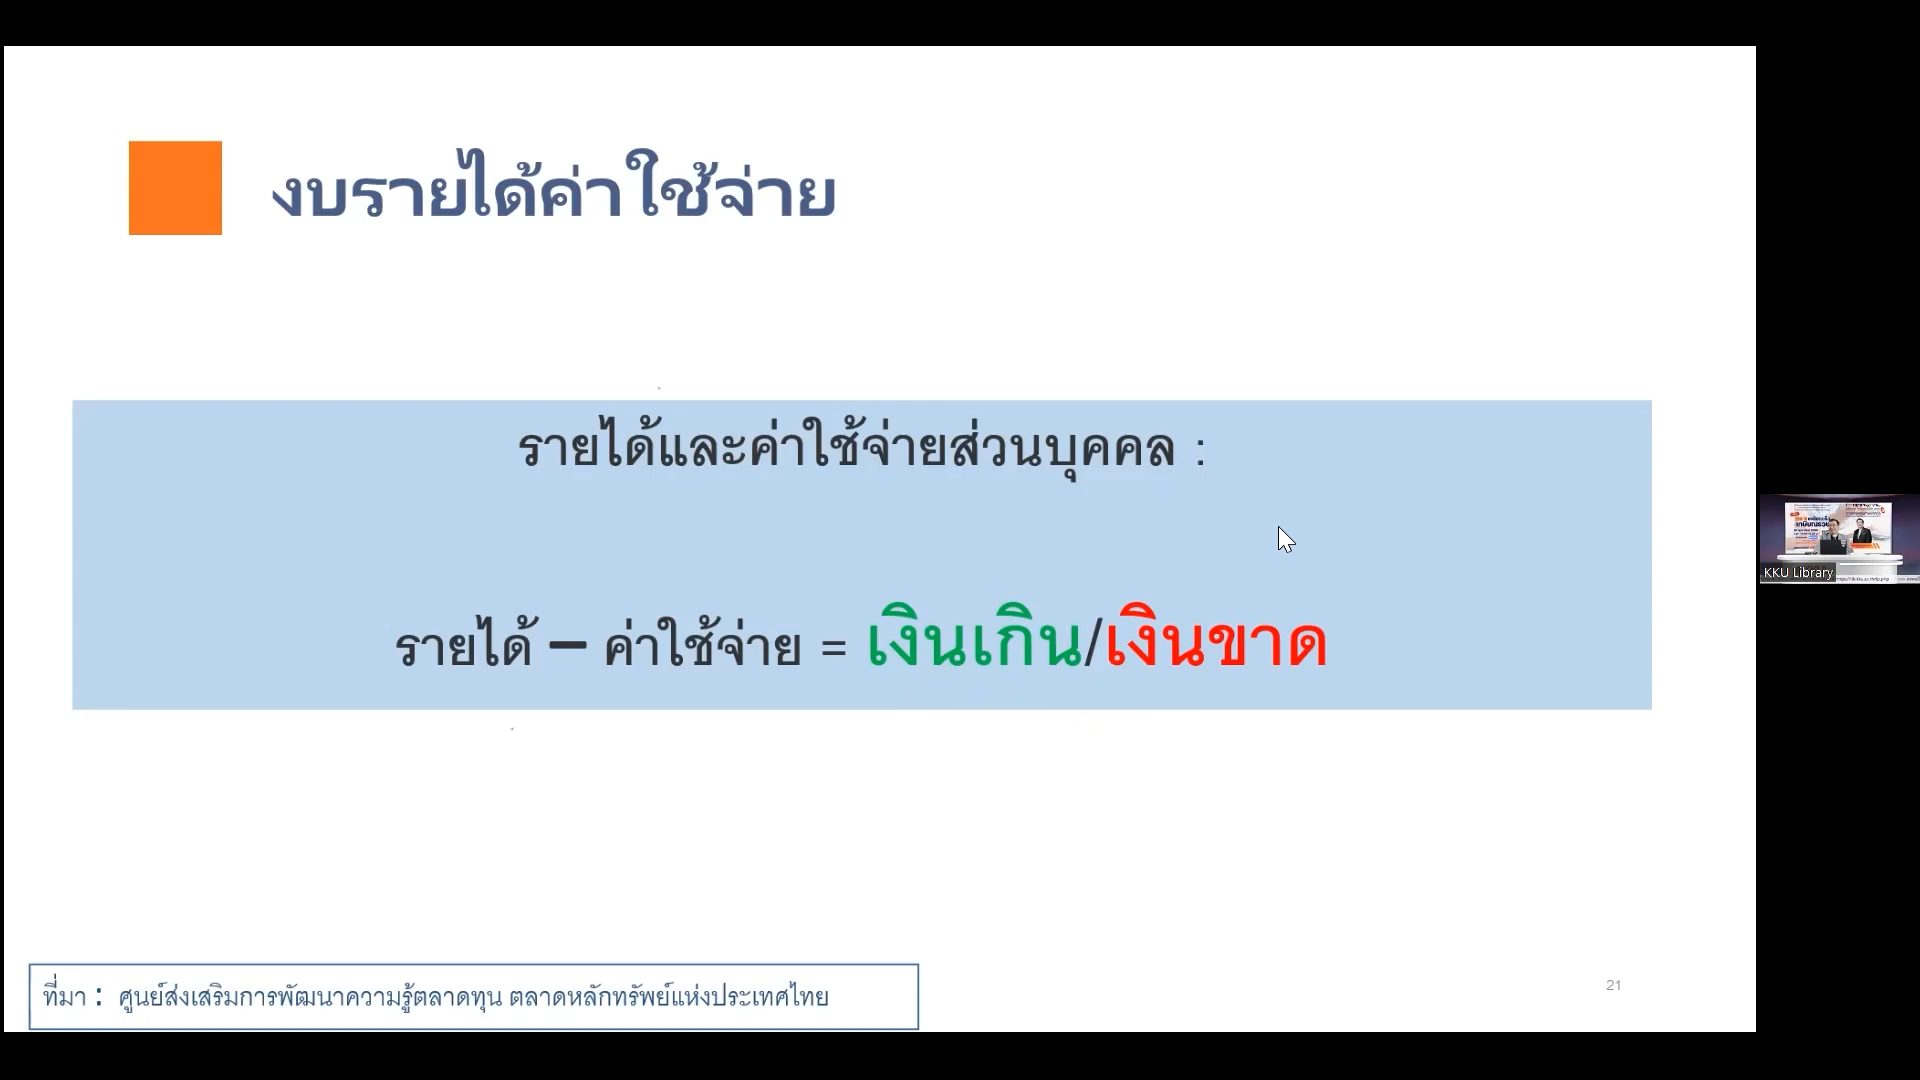 งบรายได้ค่าใช้จ่าย
รายได้และค่าใช้จ่ายส่วนบุคคล :
รายได้ – ค่าใช้จ่าย = เงินเกิน/เงินขาด
ที่มา : ศูนย์ส่งเสริมการพัฒนาความรู้ตลาดทุน ตลาดหลักทรัพย์แห่งประเทศไทย
21
KKU Library